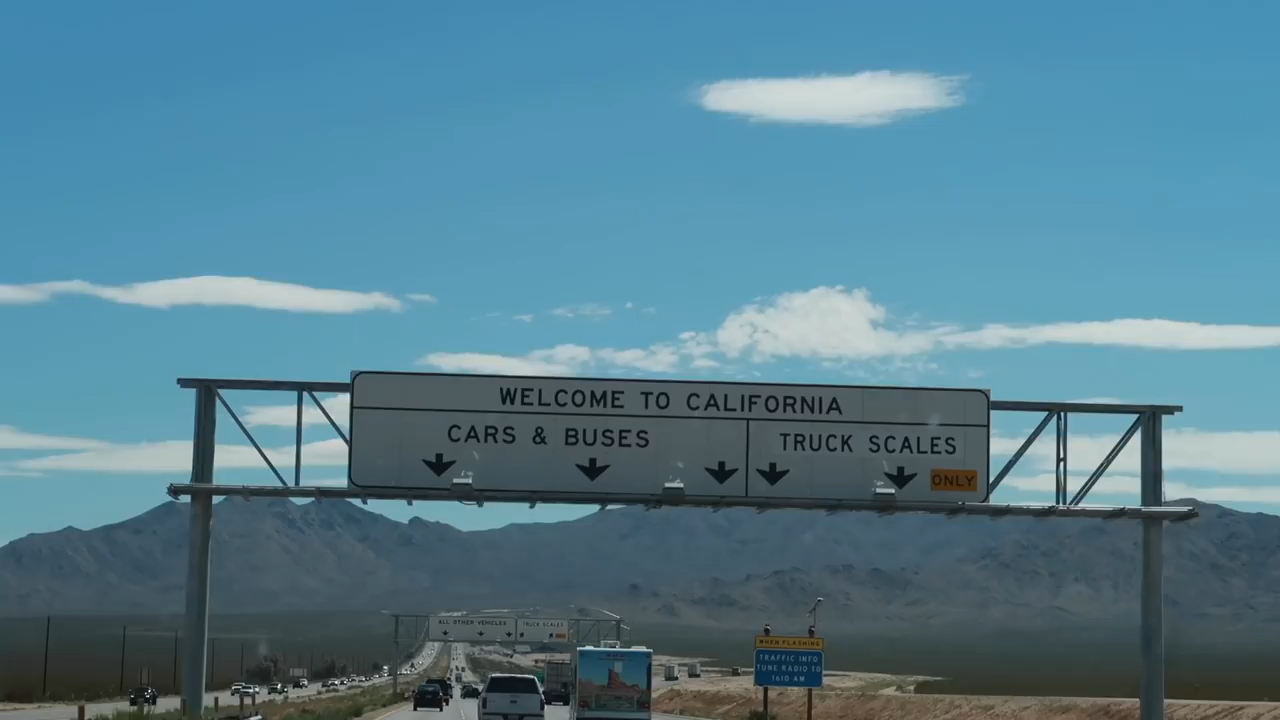 WELCOME TO CALIFORNIA
CARS & BUSES
TRUCK SCALES
ONLY
ALL OTHER VEHICLES
TRUCK SCALES
WHEN FLASHING
TRAFFIC INFO
TUNE RADIO TO
1610 AM